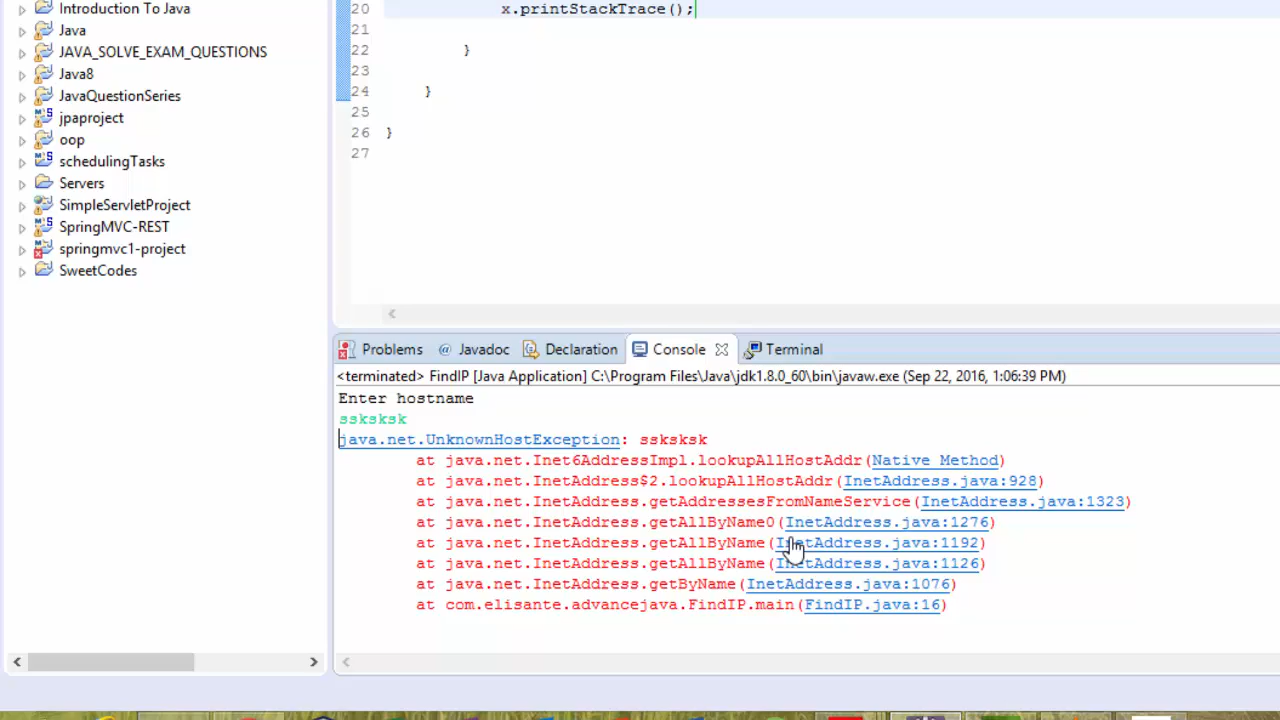 Introduction To Java
Java
JAVA_SOLVE_EXAM_QUESTIONS
Java8
JavaQuestionSeries
jpaproject
oop
schedulingTasks
Servers
SimpleServletProject
SpringMVC-REST
springmvc1-project
SweetCodes
20 x.printStackTrace();
21
22 }
23
24 }
25
26 }
27
Problems @ Javadoc Declaration Console Terminal
<terminated> FindIP [Java Application] C:\Program Files\Java\jdk1.8.0_60\bin\javaw.exe (Sep 22, 2016, 1:06:39 PM)
Enter hostname
ssksksk
java.net.UnknownHostException: ssksksk
at java.net.Inet6AddressImpl.lookupAllHostAddr(Native Method)
at java.net.InetAddress$2.lookupAllHostAddr(InetAddress.java:928)
at java.net.InetAddress.getAddressesFromNameService(InetAddress.java:1323)
at java.net.InetAddress.getAllByName0(InetAddress.java:1276)
at java.net.InetAddress.getAllByName(InetAddress.java:1192)
at java.net.InetAddress.getAllByName(InetAddress.java:1126)
at java.net.InetAddress.getByName(InetAddress.java:1076)
at com.elisante.advancejava.FindIP.main(FindIP.java:16)